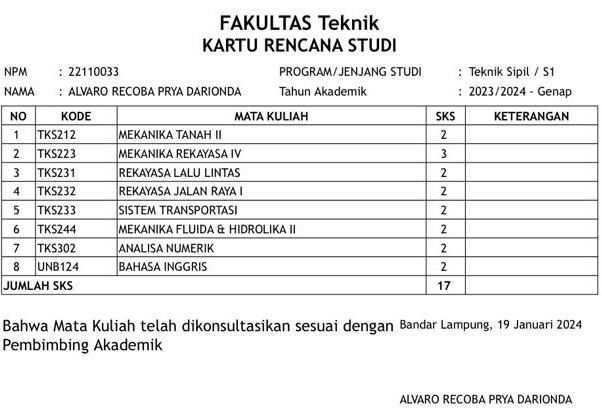 FAKULTAS Teknik
KARTU RENCANA STUDI
NPM : 22110033 PROGRAM/JENJANG STUDI : Teknik Sipil / S1
NAMA : ALVARO RECOBA PRYA DARIONDA Tahun Akademik : 2023/2024 - Genap
NO KODE MATA KULIAH SKS KETERANGAN
1 TKS212 MEKANIKA TANAH II 2
2 TKS223 MEKANIKA REKAYASA IV 3
3 TKS231 REKAYASA LALU LINTAS 2
4 TKS232 REKAYASA JALAN RAYA I 2
5 TKS233 SISTEM TRANSPORTASI 2
6 TKS244 MEKANIKA FLUIDA & HIDROLIKA II 2
7 TKS302 ANALISA NUMERIK 2
8 UNB124 BAHASA INGGRIS 2
JUMLAH SKS 17
Bahwa Mata Kuliah telah dikonsultasikan sesuai dengan Bandar Lampung, 19 Januari 2024
Pembimbing Akademik
ALVARO RECOBA PRYA DARIONDA